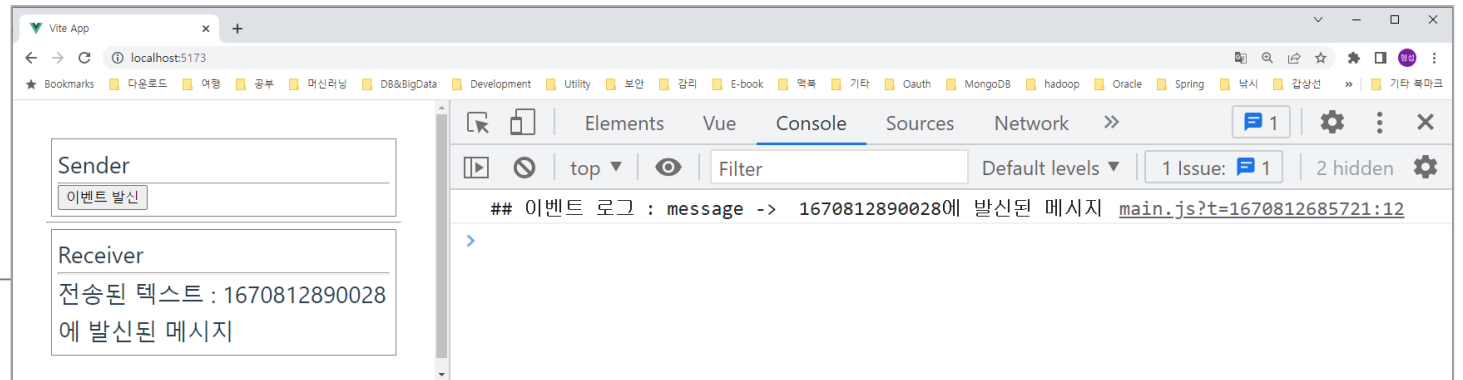 Vite App
localhost:5173
형섭
Bookmarks 다운로드 여행 공부 머신러닝 DB&BigData Development Utility 보안 감리 E-book 맥북 기타 Oauth MongoDB hadoop Oracle Spring 낚시 갑상선 » 기타 북마크
Elements Vue Console Sources Network » 1
top ▼ Filter Default levels ▼ 1 Issue: 1 2 hidden
## 이벤트 로그 : message -> 1670812890028에 발신된 메시지 main.js?t=1670812685721:12
>
Sender
이벤트 발신
Receiver
전송된 텍스트 : 1670812890028
에 발신된 메시지